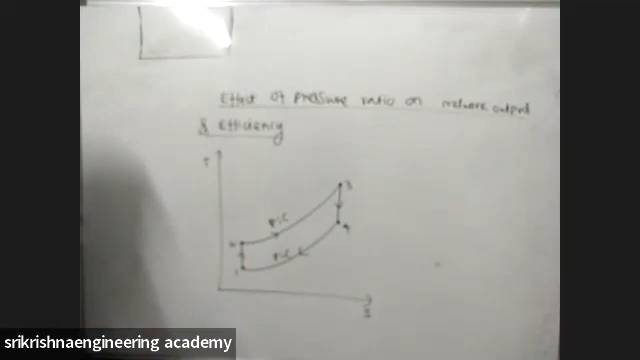 Effect of pressure ratio on network output
& Efficiency
T
3
P=C
2
4
P=C
1
S
srikrishnaengineering academy